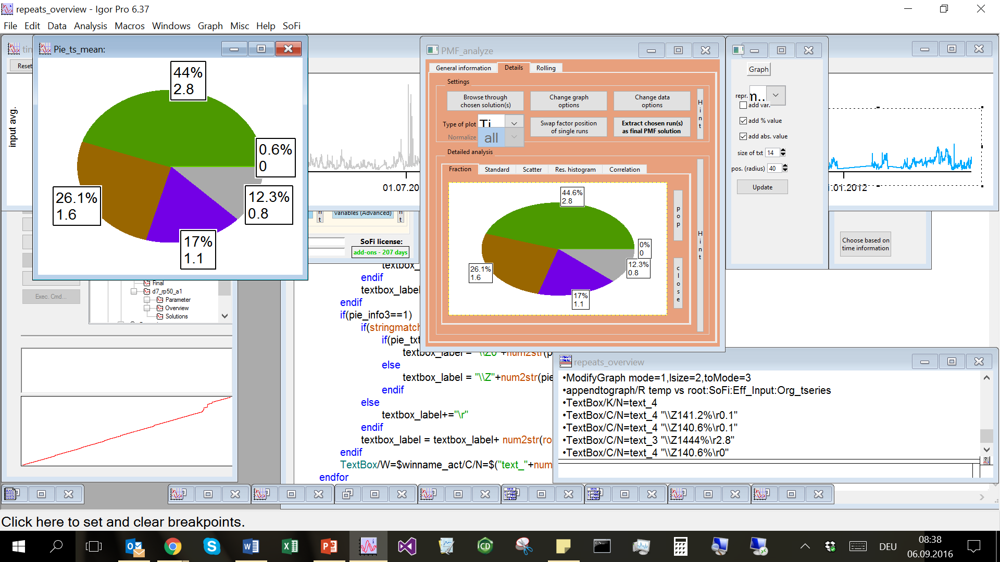 repeats_overview - Igor Pro 6.37
File Edit Data Analysis Macros Windows Graph Misc Help SoFi
Pie_ts_mean:
Reset
input avg.
44%
2.8
0.6%
0
12.3%
0.8
17%
1.1
26.1%
1.6
01.07.20
01.2012
variables (Advanced)
SoFi license:
add-ons - 207 days
PMF_analyze
General information
Details
Rolling
Settings
Browse through
chosen solution(s)
Change graph
options
Change data
options
Type of plot
Ti
Swap factor position
of single runs
Extract chosen run(s)
as final PMF solution
Normalize
all
Hint
Detailed analysis
Fraction
Standard
Scatter
Res. histogram
Correlation
44.6%
2.8
0%
0
12.3%
0.8
17%
1.1
26.1%
1.6
pop
close
Hint
Graph
repr.
m..
add var.
add % value
add abs. value
size of txt 14
pos. (radius) 40
Update
Choose based on
time information
Exec. Cmd...
Final
d7_rp50_a1
Parameter
Overview
Solutions
textbox_
endif
textbox_label
endif
if(pie_info3==1)
if(stringmatch
if(pie_txt
textbox_label = "\\Z0"+num2str(p
else
textbox_label = "\\Z"+num2str(pie
endif
else
textbox_label+="\r"
endif
textbox_label = textbox_label+ num2str(ro
endif
TextBox/W=$winname_act/C/N=$("text_"+num
endfor
repeats_overview
•ModifyGraph mode=1,lsize=2,toMode=3
•appendtograph/R temp vs root:SoFi:Eff_Input:Org_tseries
•TextBox/K/N=text_4
•TextBox/C/N=text_4 "\\Z141.2%\r0.1"
•TextBox/C/N=text_4 "\\Z140.6%\r0.1"
•TextBox/C/N=text_3 "\\Z1444%\r2.8"
•TextBox/C/N=text_4 "\\Z140.6%\r0"
Click here to set and clear breakpoints.
DEU
08:38
06.09.2016